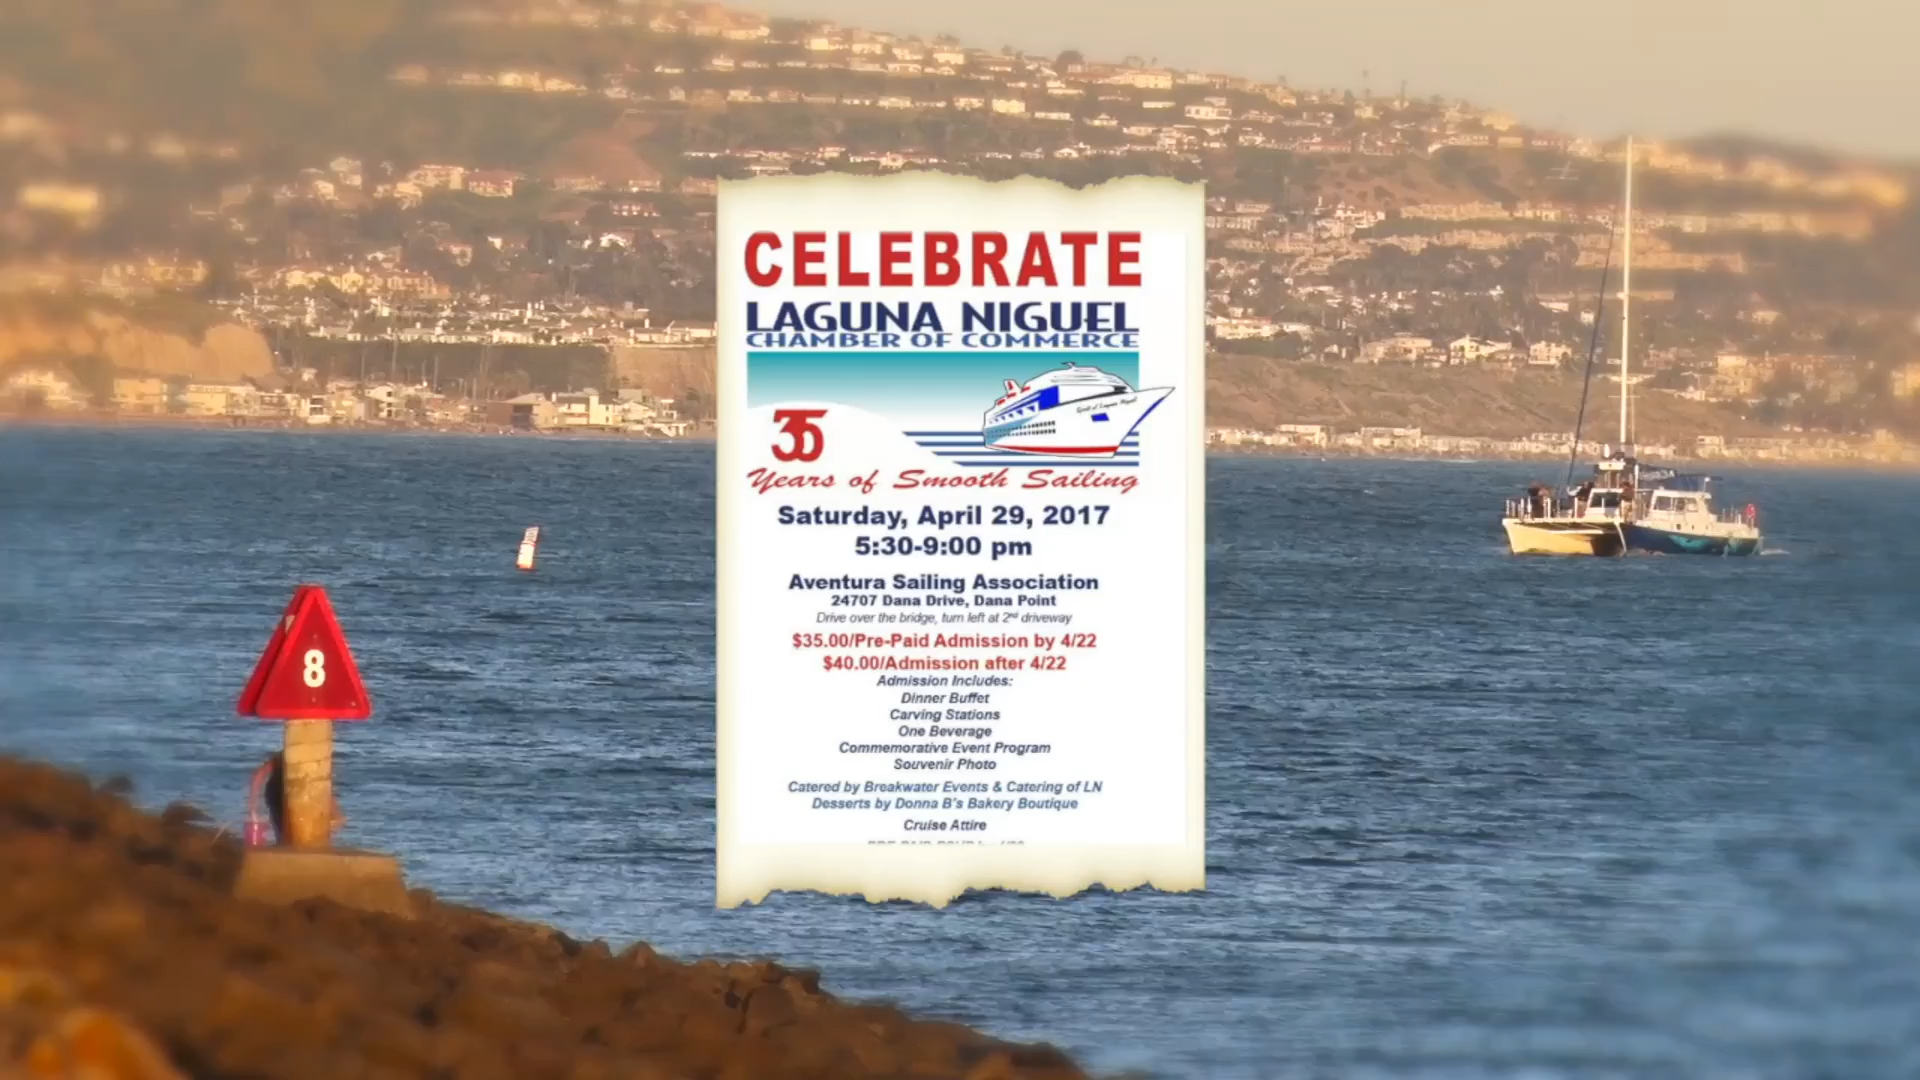 CELEBRATE
LAGUNA NIGUEL
CHAMBER OF COMMERCE
Spirit of Laguna Niguel
35
Years of Smooth Sailing
Saturday, April 29, 2017
5:30-9:00 pm
Aventura Sailing Association
24707 Dana Drive, Dana Point
Drive over the bridge, turn left at 2nd driveway
$35.00/Pre-Paid Admission by 4/22
$40.00/Admission after 4/22
Admission Includes:
Dinner Buffet
Carving Stations
One Beverage
Commemorative Event Program
Souvenir Photo
Catered by Breakwater Events & Catering of LN
Desserts by Donna B's Bakery Boutique
Cruise Attire
8